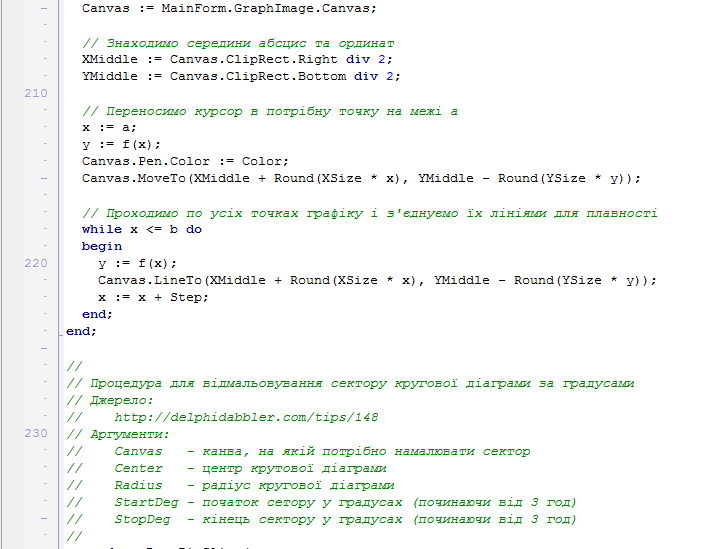 Canvas := MainForm.GraphImage.Canvas;
// Знаходимо середини абсцис та ординат
XMiddle := Canvas.ClipRect.Right div 2;
YMiddle := Canvas.ClipRect.Bottom div 2;
210
// Переносимо курсор в потрібну точку на межі a
x := a;
y := f(x);
Canvas.Pen.Color := Color;
Canvas.MoveTo(XMiddle + Round(XSize * x), YMiddle - Round(YSize * y));
// Проходимо по усіх точках графіку і з'єднуємо їх лініями для плавності
while x <= b do
begin
220 y := f(x);
Canvas.LineTo(XMiddle + Round(XSize * x), YMiddle - Round(YSize * y));
x := x + Step;
end;
end;
//
// Процедура для відмальовування сектору кругової діаграми за градусами
// Джерело:
// http://delphidabbler.com/tips/148
230 // Аргументи:
// Canvas - канва, на якій потрібно намалювати сектор
// Center - центр крутової діаграми
// Radius - радіус кругової діаграми
// StartDeg - початок сетору у градусах (починаючи від 3 год)
// StopDeg - кінець сектору у градусах (починаючи від 3 год)
//